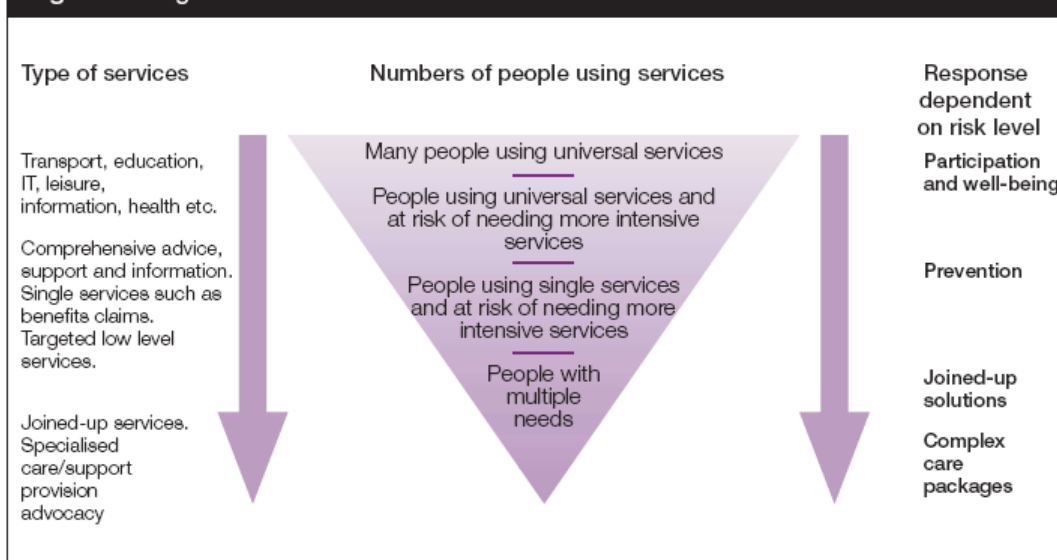 Type of services
Transport, education,
IT, leisure,
information, health etc.
Comprehensive advice,
support and information.
Single services such as
benefits claims.
Targeted low level
services.
Joined-up services.
Specialised
care/support
provision
advocacy
Numbers of people using services
Many people using universal services
People using universal services and
at risk of needing more intensive
services
People using single services
and at risk of needing more
intensive services
People with
multiple
needs
Response
dependent
on risk level
Participation
and well-being
Prevention
Joined-up
solutions
Complex
care
packages